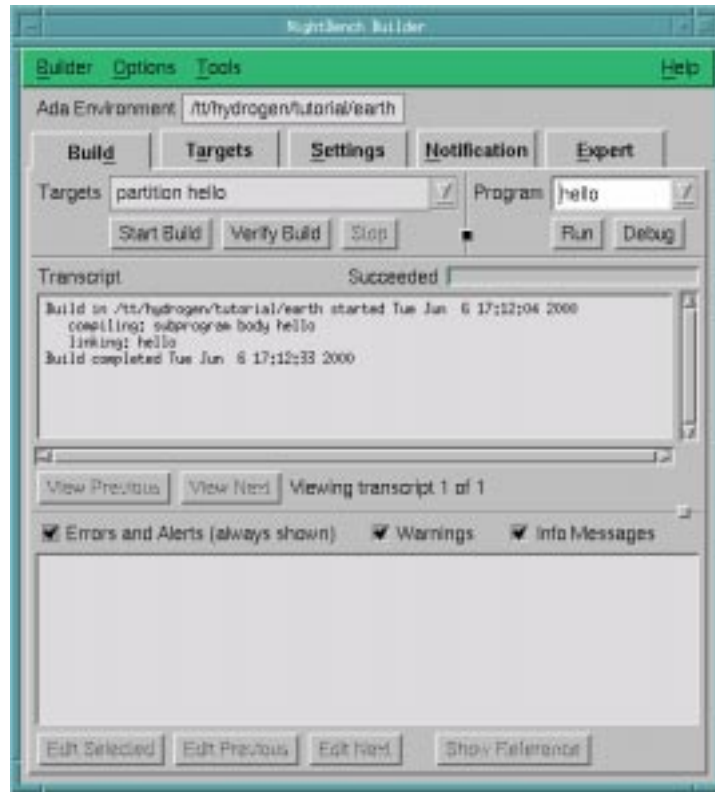 NightBench Builder
Builder Options Tools Help
Ada Environment /tt/hydrogen/tutorial/earth
Build Targets Settings Notification Expert
Targets partition hello Program hello
Start Build Verify Build Stop Run Debug
Transcript Succeeded
Build in /tt/hydrogen/tutorial/earth started Tue Jun 6 17:12:04 2000
compiling: subprogram body hello
linking: hello
Build completed Tue Jun 6 17:12:33 2000
View Previous View Next Viewing transcript 1 of 1
Errors and Alerts (always shown) Warnings Info Messages
Edit Selected Edit Previous Edit Next Show Reference